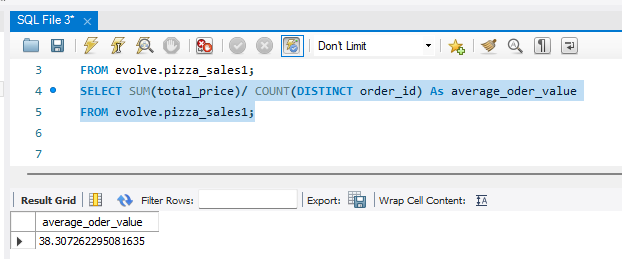 SQL File 3*
Don't Limit
3 FROM evolve.pizza_sales1;
4 SELECT SUM(total_price)/ COUNT(DISTINCT order_id) As average_oder_value
5 FROM evolve.pizza_sales1;
6
7
Result Grid Filter Rows: Export: Wrap Cell Content: IA
average_oder_value
38.307262295081635